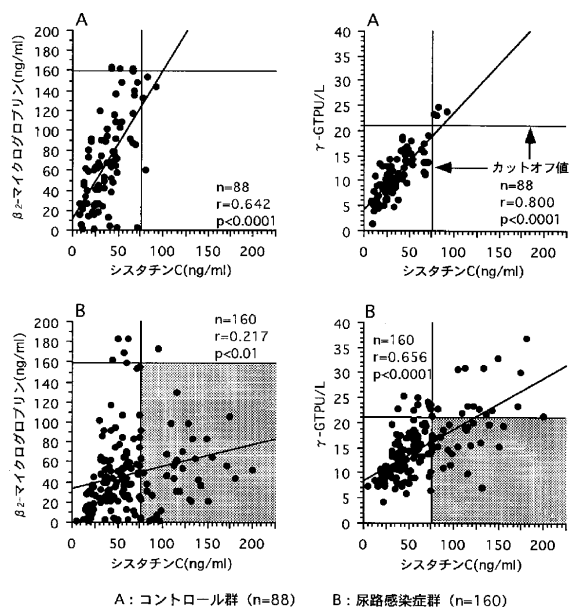 A
β2-マイクログロブリン(ng/ml)
200
180
160
140
120
100
80
60
40
20
0
n=88
r=0.642
p<0.0001
0 50 100 150 200
シスタチンC(ng/ml)
A
γ-GTPU/L
40
35
30
25
20
15
10
5
0
カットオフ値
n=88
r=0.800
p<0.0001
0 50 100 150 200
シスタチンC(ng/ml)
B
β2-マイクログロブリン(ng/ml)
200
180
160
140
120
100
80
60
40
20
0
n=160
r=0.217
p<0.01
0 50 100 150 200
シスタチンC(ng/ml)
B
γ-GTPU/L
40
35
30
25
20
15
10
5
0
n=160
r=0.656
p<0.0001
0 50 100 150 200
シスタチンC(ng/ml)
A：コントロール群（n=88） B：尿路感染症群（n=160）